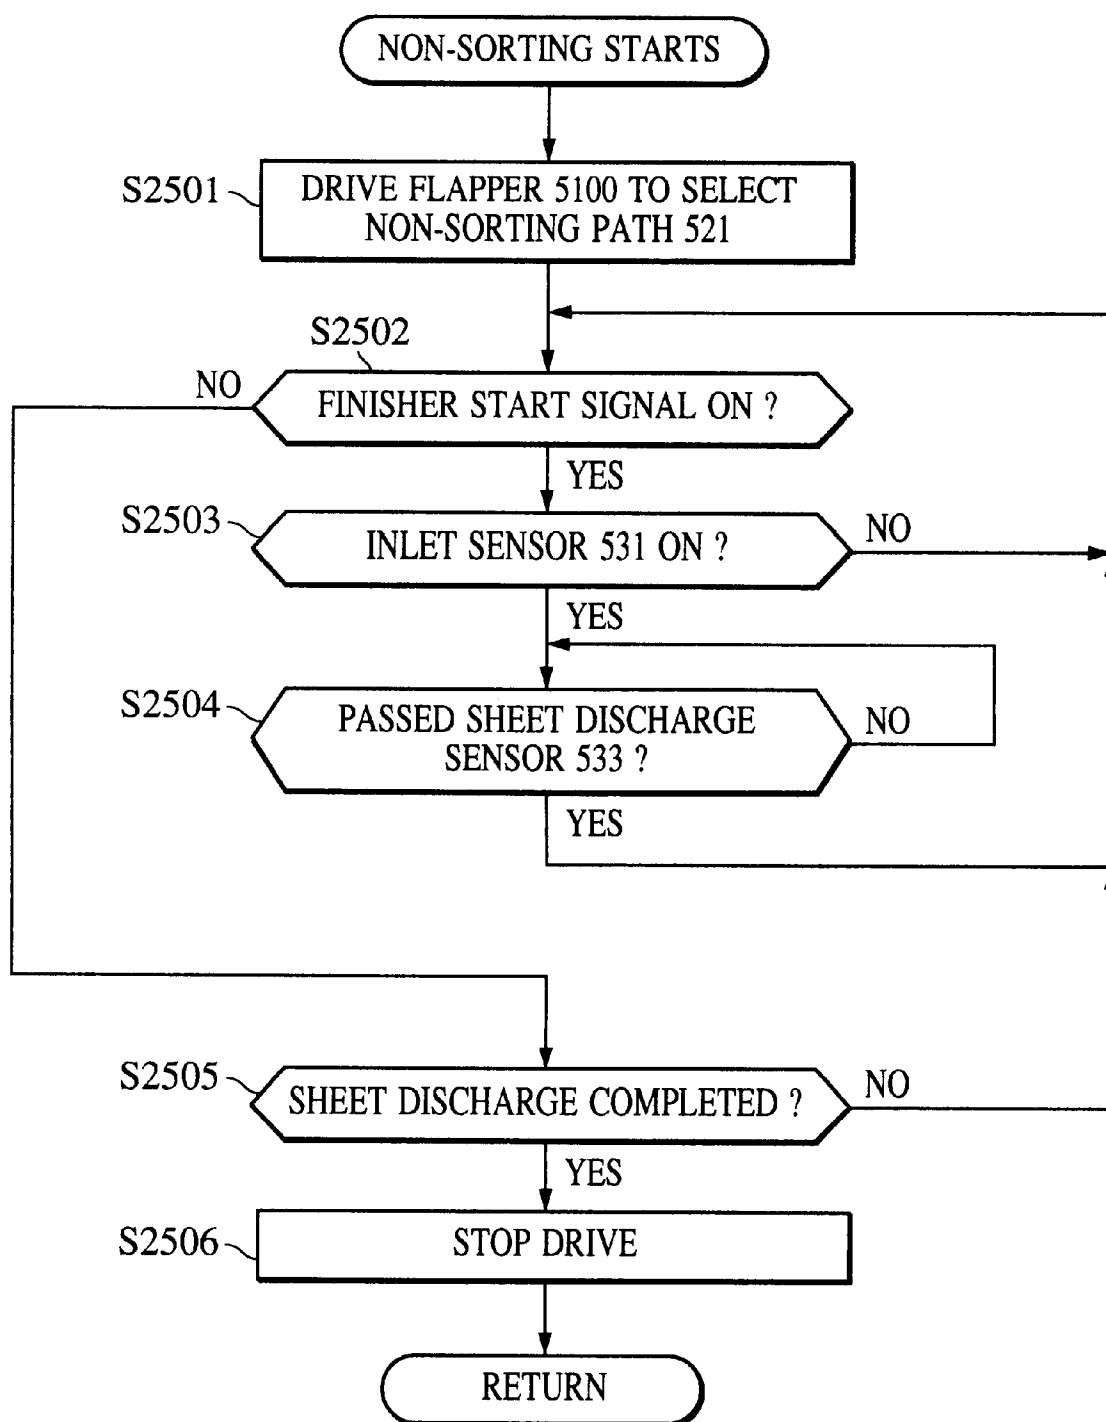 NON-SORTING STARTS
S2501
DRIVE FLAPPER 5100 TO SELECT
NON-SORTING PATH 521
S2502
NO
FINISHER START SIGNAL ON ?
YES
S2503
INLET SENSOR 531 ON ?
NO
YES
S2504
PASSED SHEET DISCHARGE
SENSOR 533 ?
NO
YES
S2505
SHEET DISCHARGE COMPLETED ?
NO
YES
S2506
STOP DRIVE
RETURN